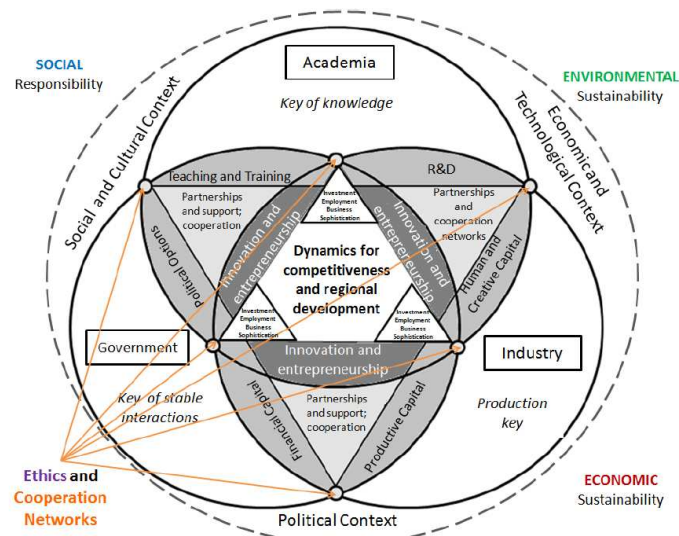 SOCIAL
Responsibility
Academia
Key of knowledge
ENVIRONMENTAL
Sustainability
Social and Cultural Context
Economic and
Technological Context
Teaching and Training
R&D
Partnerships
and support;
cooperation
Partnerships
and
cooperation
networks
Investment
Employment
Business
Sophistication
Political Options
Innovation and
entrepreneurship
Innovation and
entrepreneurship
Human and
Creative Capital
Dynamics for
competitiveness
and regional
development
Investment
Employment
Business
Sophistication
Investment
Employment
Business
Sophistication
Government
Industry
Innovation and
entrepreneurship
Key of stable
interactions
Production
key
Financial Capital
Partnerships
and support;
cooperation
Productive Capital
Ethics and
Cooperation
Networks
ECONOMIC
Sustainability
Political Context